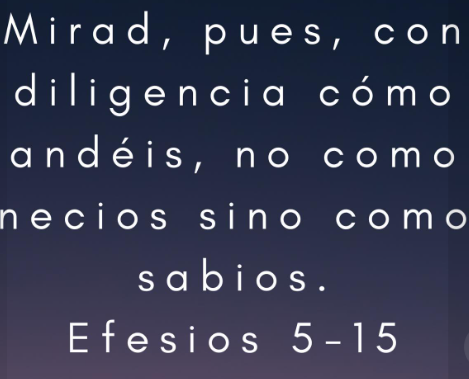 Mirad, pues, con
diligencia cómo
andéis, no como
necios sino como
sabios.
Efesios 5-15